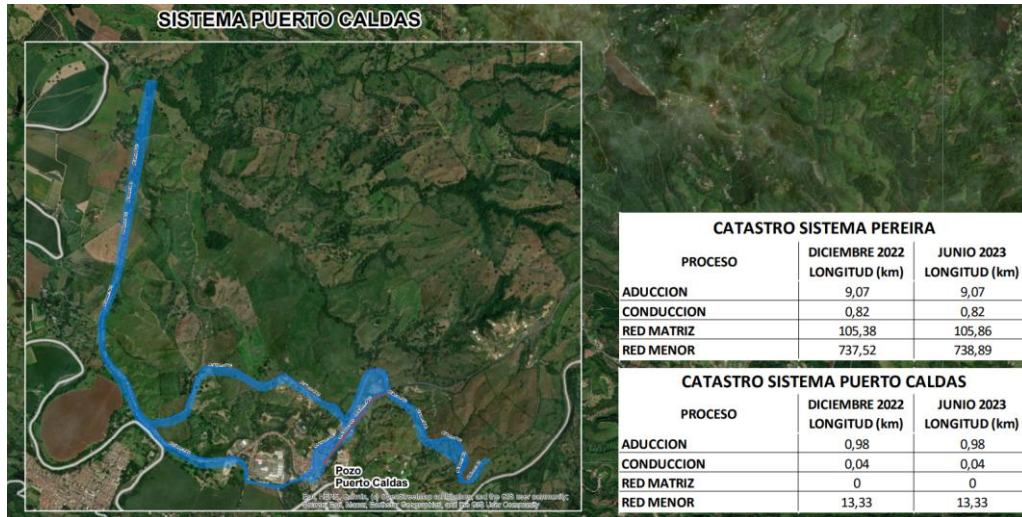 SISTEMA PUERTO CALDAS
Pozo
Puerto Caldas
CATASTRO SISTEMA PEREIRA
PROCESO DICIEMBRE 2022 JUNIO 2023
LONGITUD (km) LONGITUD (km)
ADUCCION 9,07 9,07
CONDUCCION 0,82 0,82
RED MATRIZ 105,38 105,86
RED MENOR 737,52 738,89
CATASTRO SISTEMA PUERTO CALDAS
PROCESO DICIEMBRE 2022 JUNIO 2023
LONGITUD (km) LONGITUD (km)
ADUCCION 0,98 0,98
CONDUCCION 0,04 0,04
RED MATRIZ 0 0
RED MENOR 13,33 13,33